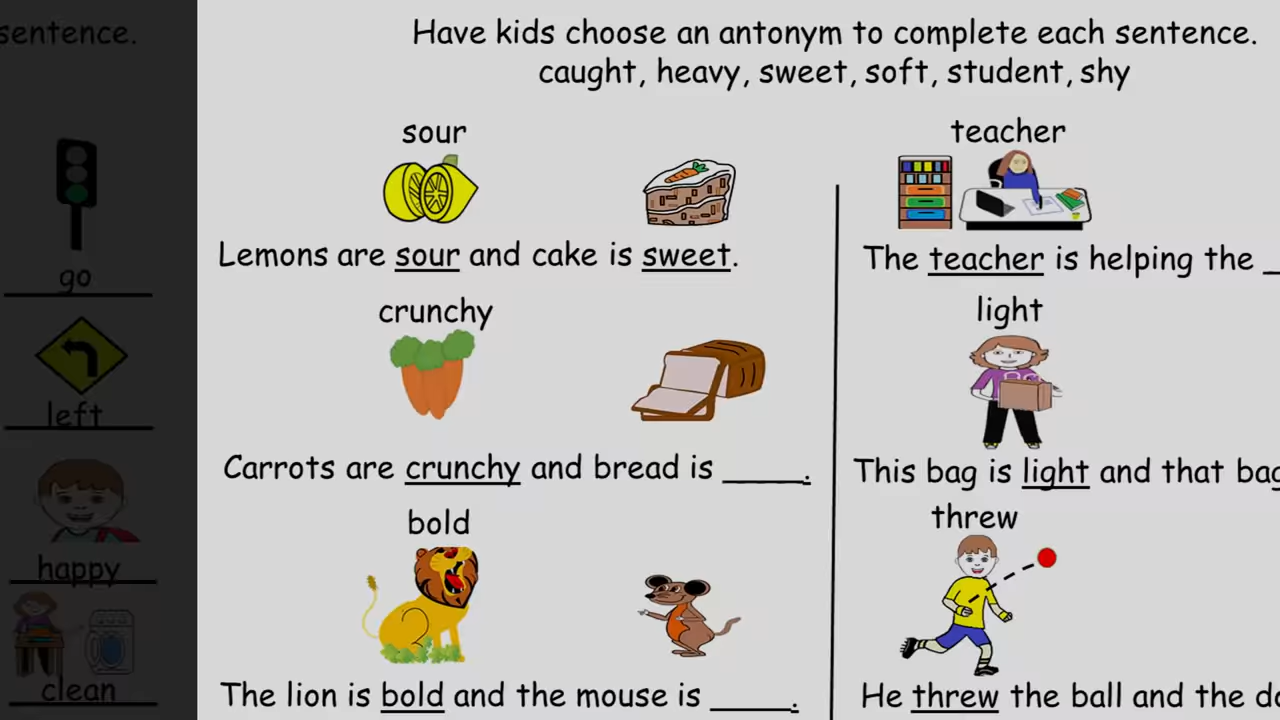 sentence.
go
left
happy
clean
Have kids choose an antonym to complete each sentence.
caught, heavy, sweet, soft, student, shy
sour
Lemons are sour and cake is sweet.
crunchy
Carrots are crunchy and bread is _____.
bold
The lion is bold and the mouse is _____.
teacher
The teacher is helping the _
light
This bag is light and that bag
threw
He threw the ball and the